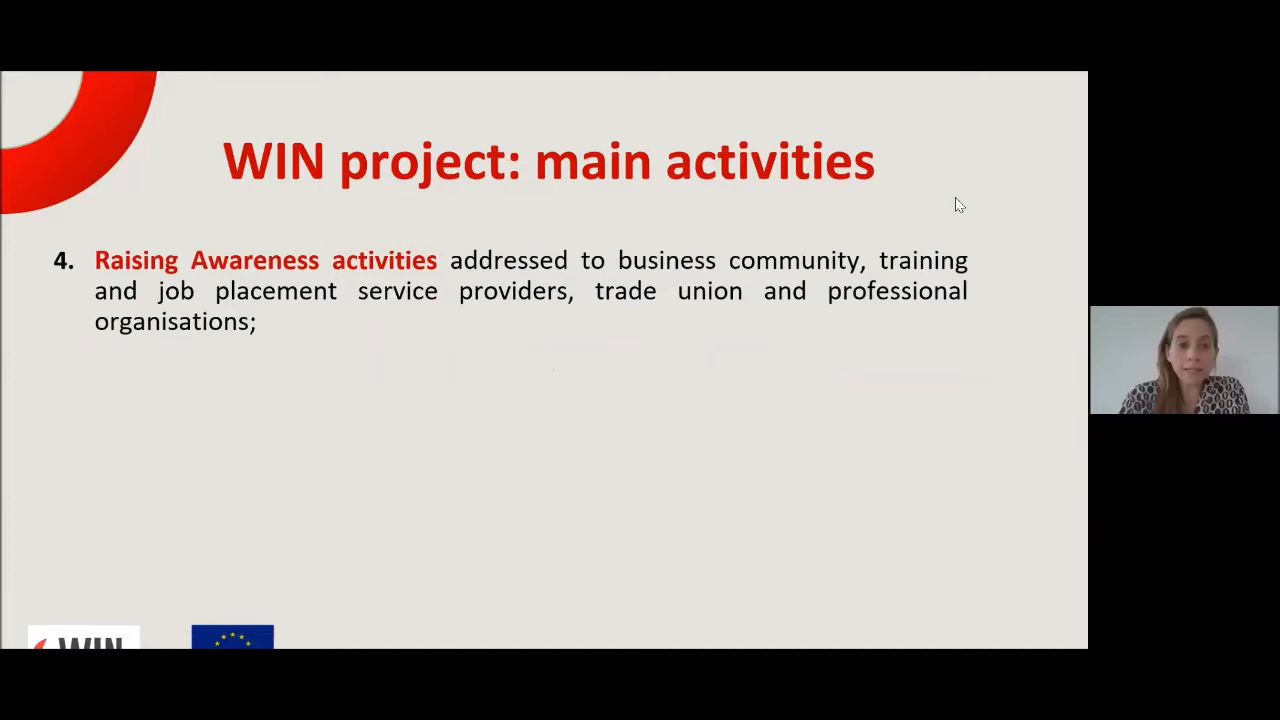 WIN project: main activities
4. Raising Awareness activities addressed to business community, training
and job placement service providers, trade union and professional
organisations;
WIN